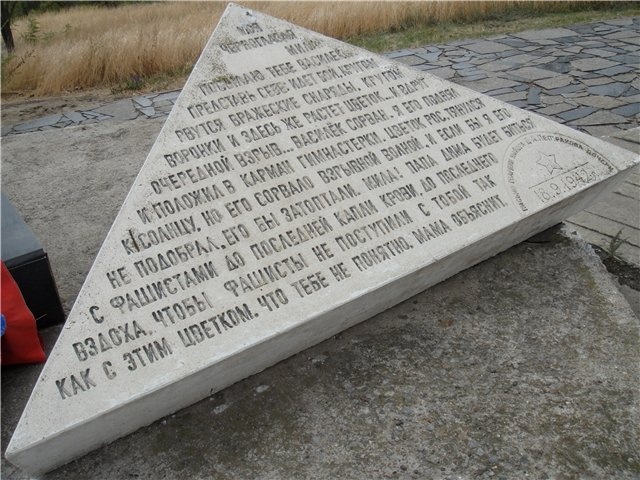 МОЯ
ЧЕРНОГЛАЗАЯ
МИЛА!
ПОСЫЛАЮ ТЕБЕ ВАСИЛЕК...
ПРЕДСТАВЬ СЕБЕ: ИДЕТ БОЙ, КРУГОМ
РВУТСЯ ВРАЖЕСКИЕ СНАРЯДЫ, КРУГОМ
ВОРОНКИ И ЗДЕСЬ ЖЕ РАСТЕТ ЦВЕТОК... И ВДРУГ
ОЧЕРЕДНОЙ ВЗРЫВ... ВАСИЛЕК СОРВАН. Я ЕГО ПОДНЯЛ
И ПОЛОЖИЛ В КАРМАН ГИМНАСТЕРКИ. ЦВЕТОК РОС, ТЯНУЛСЯ
К СОЛНЦУ, НО ЕГО СОРВАЛО ВЗРЫВНОЙ ВОЛНОЙ, И ЕСЛИ БЫ Я ЕГО
НЕ ПОДОБРАЛ, ЕГО БЫ ЗАТОПТАЛИ. МИЛА! ПАПА ДИМА БУДЕТ БИТЬСЯ
С ФАШИСТАМИ ДО ПОСЛЕДНЕЙ КАПЛИ КРОВИ, ДО ПОСЛЕДНЕГО
ВЗДОХА, ЧТОБЫ ФАШИСТЫ НЕ ПОСТУПИЛИ С ТОБОЙ ТАК
КАК С ЭТИМ ЦВЕТКОМ. ЧТО ТЕБЕ НЕ ПОНЯТНО, МАМА ОБЪЯСНИТ.
18.9.1942 г.